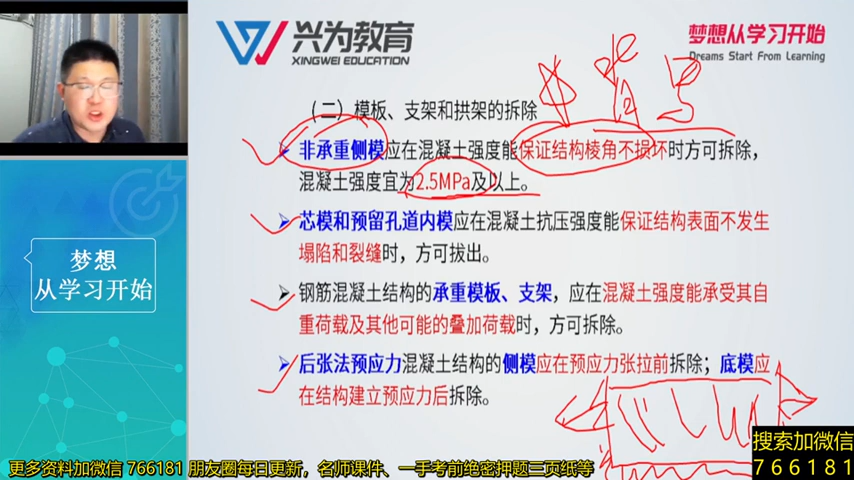 兴为教育
XINGWEI EDUCATION
梦想从学习开始
Dreams Start From Learning
（二）模板、支架和拱架的拆除
非承重侧模应在混凝土强度能保证结构棱角不损坏时方可拆除，
混凝土强度宜为2.5MPa及以上。
芯模和预留孔道内模应在混凝土抗压强度能保证结构表面不发生
塌陷和裂缝时，方可拔出。
钢筋混凝土结构的承重模板、支架，应在混凝土强度能承受其自
重荷载及其他可能的叠加荷载时，方可拆除。
后张法预应力混凝土结构的侧模应在预应力张拉前拆除；底模应
在结构建立预应力后拆除。
梦想
从学习开始
更多资料加微信 766181 朋友圈每日更新，名师课件、一手考前绝密押题三页纸等
搜索加微信
766181